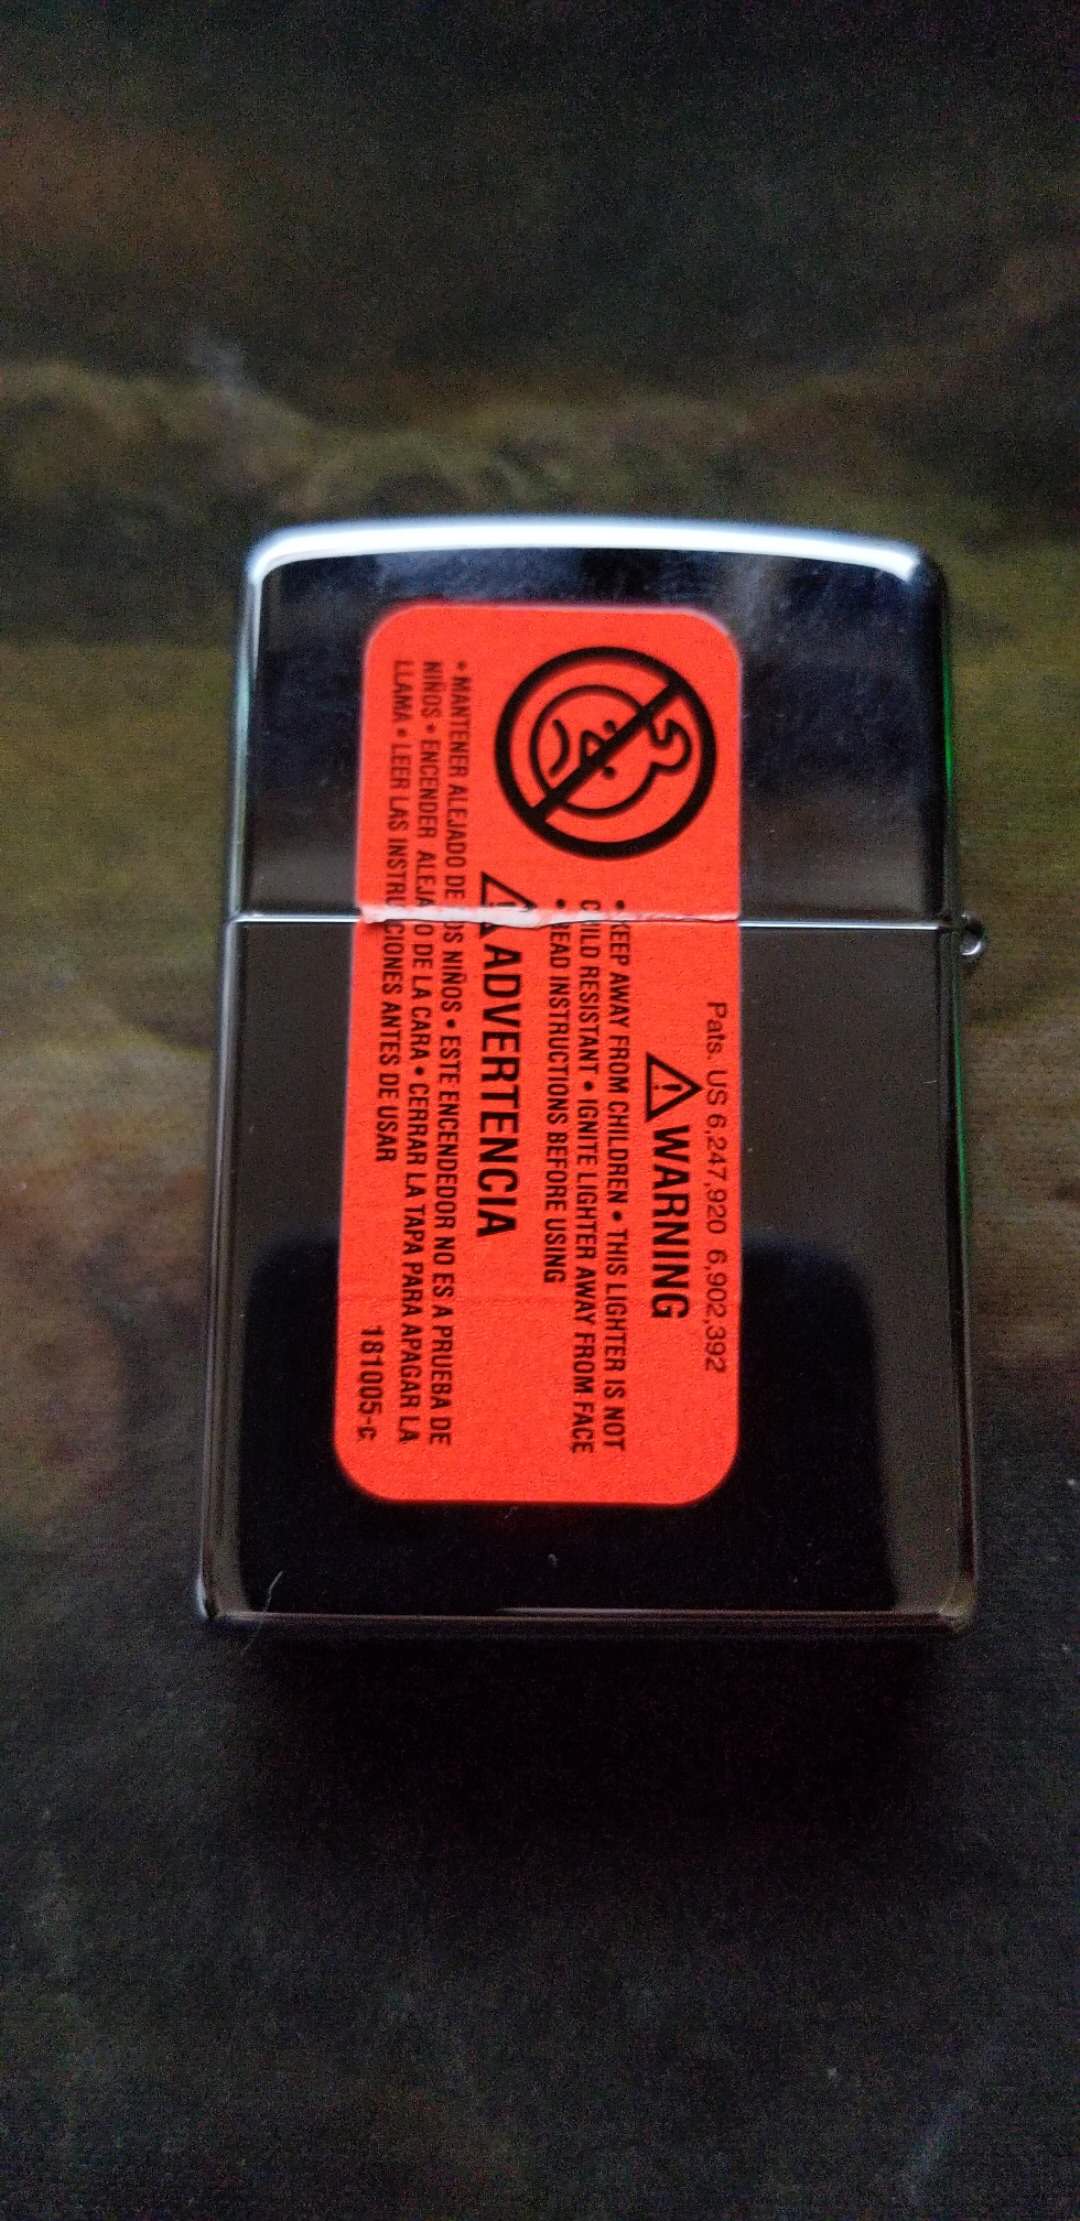 Pats. US 6,247,920 6,902,392
⚠ WARNING
• KEEP AWAY FROM CHILDREN • THIS LIGHTER IS NOT
CHILD RESISTANT • IGNITE LIGHTER AWAY FROM FACE
• READ INSTRUCTIONS BEFORE USING
⚠ ADVERTENCIA
• MANTENER ALEJADO DE LOS NIÑOS • ESTE ENCENDEDOR NO ES A PRUEBA DE
NIÑOS • ENCENDER ALEJADO DE LA CARA • CERRAR LA TAPA PARA APAGAR LA
LLAMA • LEER LAS INSTRUCCIONES ANTES DE USAR
181005-c